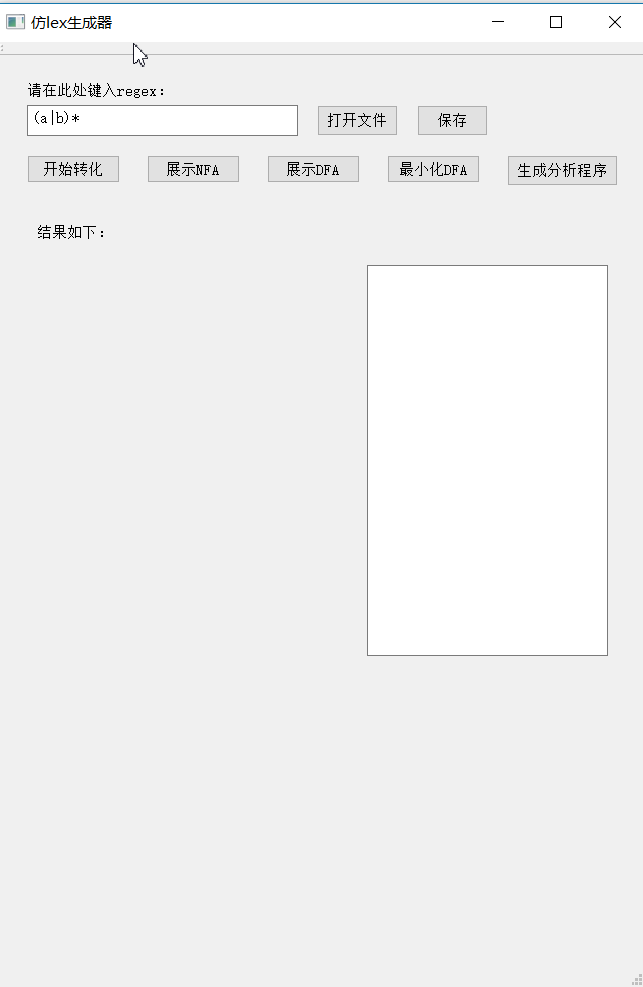 仿lex生成器
请在此处键入regex：
(a|b)*
打开文件
保存
开始转化
展示NFA
展示DFA
最小化DFA
生成分析程序
结果如下：